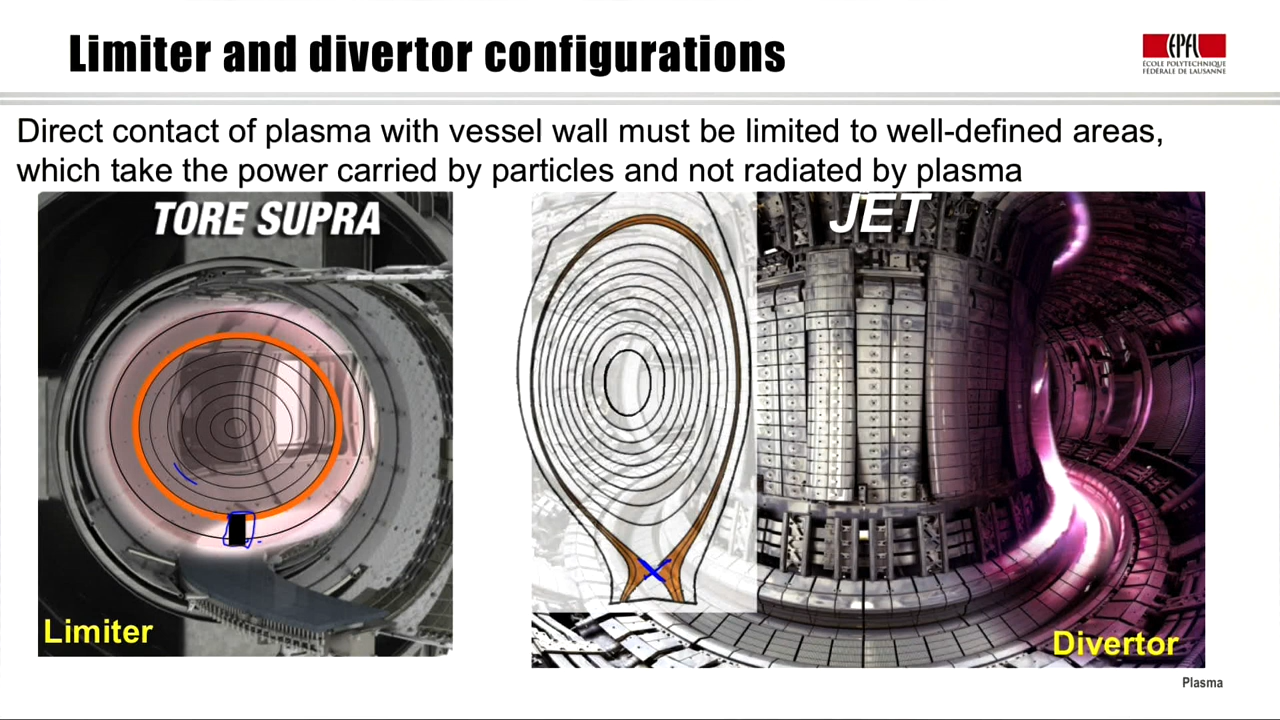 Limiter and divertor configurations
EPFL
ÉCOLE POLYTECHNIQUE
FÉDÉRALE DE LAUSANNE
Direct contact of plasma with vessel wall must be limited to well-defined areas,
which take the power carried by particles and not radiated by plasma
TORE SUPRA
JET
Limiter
Divertor
Plasma